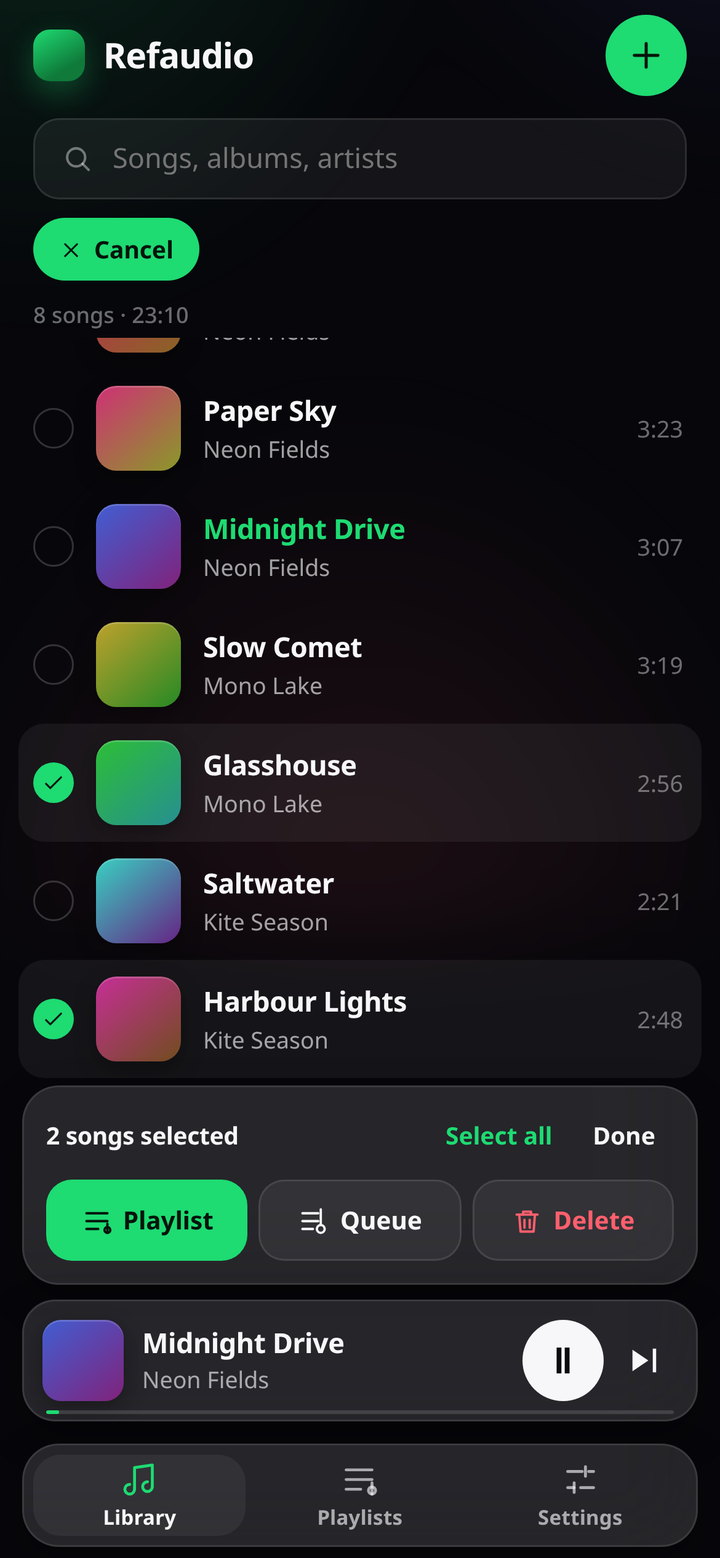 Refaudio
Songs, albums, artists
Cancel
8 songs · 23:10
Neon Fields
Paper Sky
Neon Fields
3:23
Midnight Drive
Neon Fields
3:07
Slow Comet
Mono Lake
3:19
Glasshouse
Mono Lake
2:56
Saltwater
Kite Season
2:21
Harbour Lights
Kite Season
2:48
2 songs selected
Select all
Done
Playlist
Queue
Delete
Midnight Drive
Neon Fields
Library
Playlists
Settings